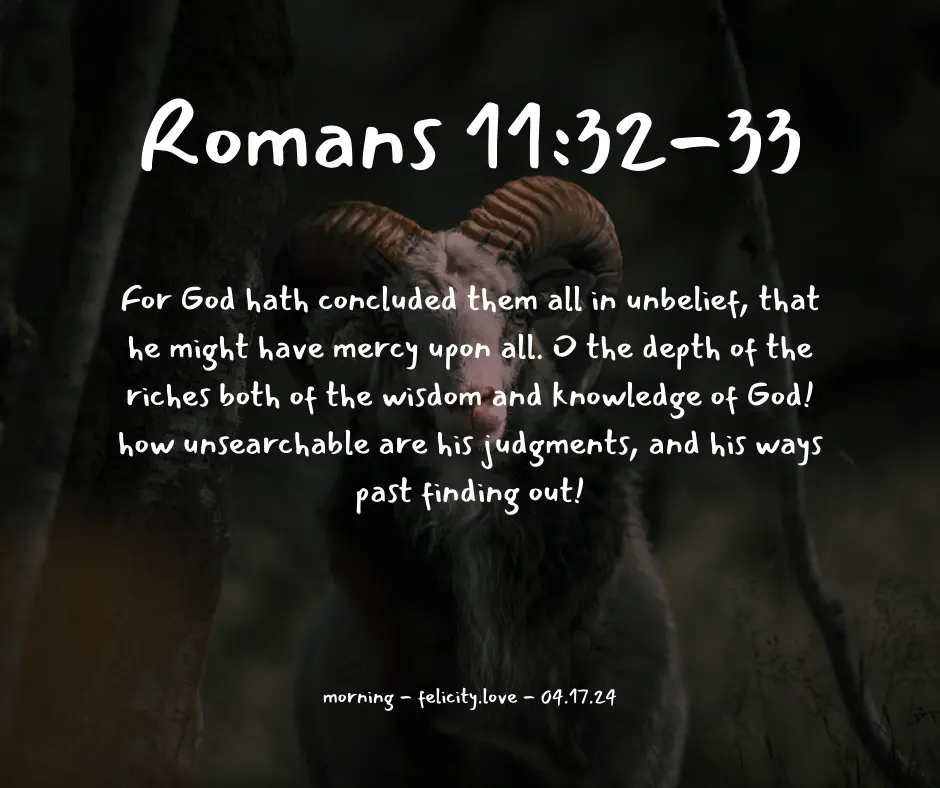 Romans 11:32-33
For God hath concluded them all in unbelief, that
he might have mercy upon all. O the depth of the
riches both of the wisdom and knowledge of God!
how unsearchable are his judgments, and his ways
past finding out!
morning - felicity.love - 04.17.24